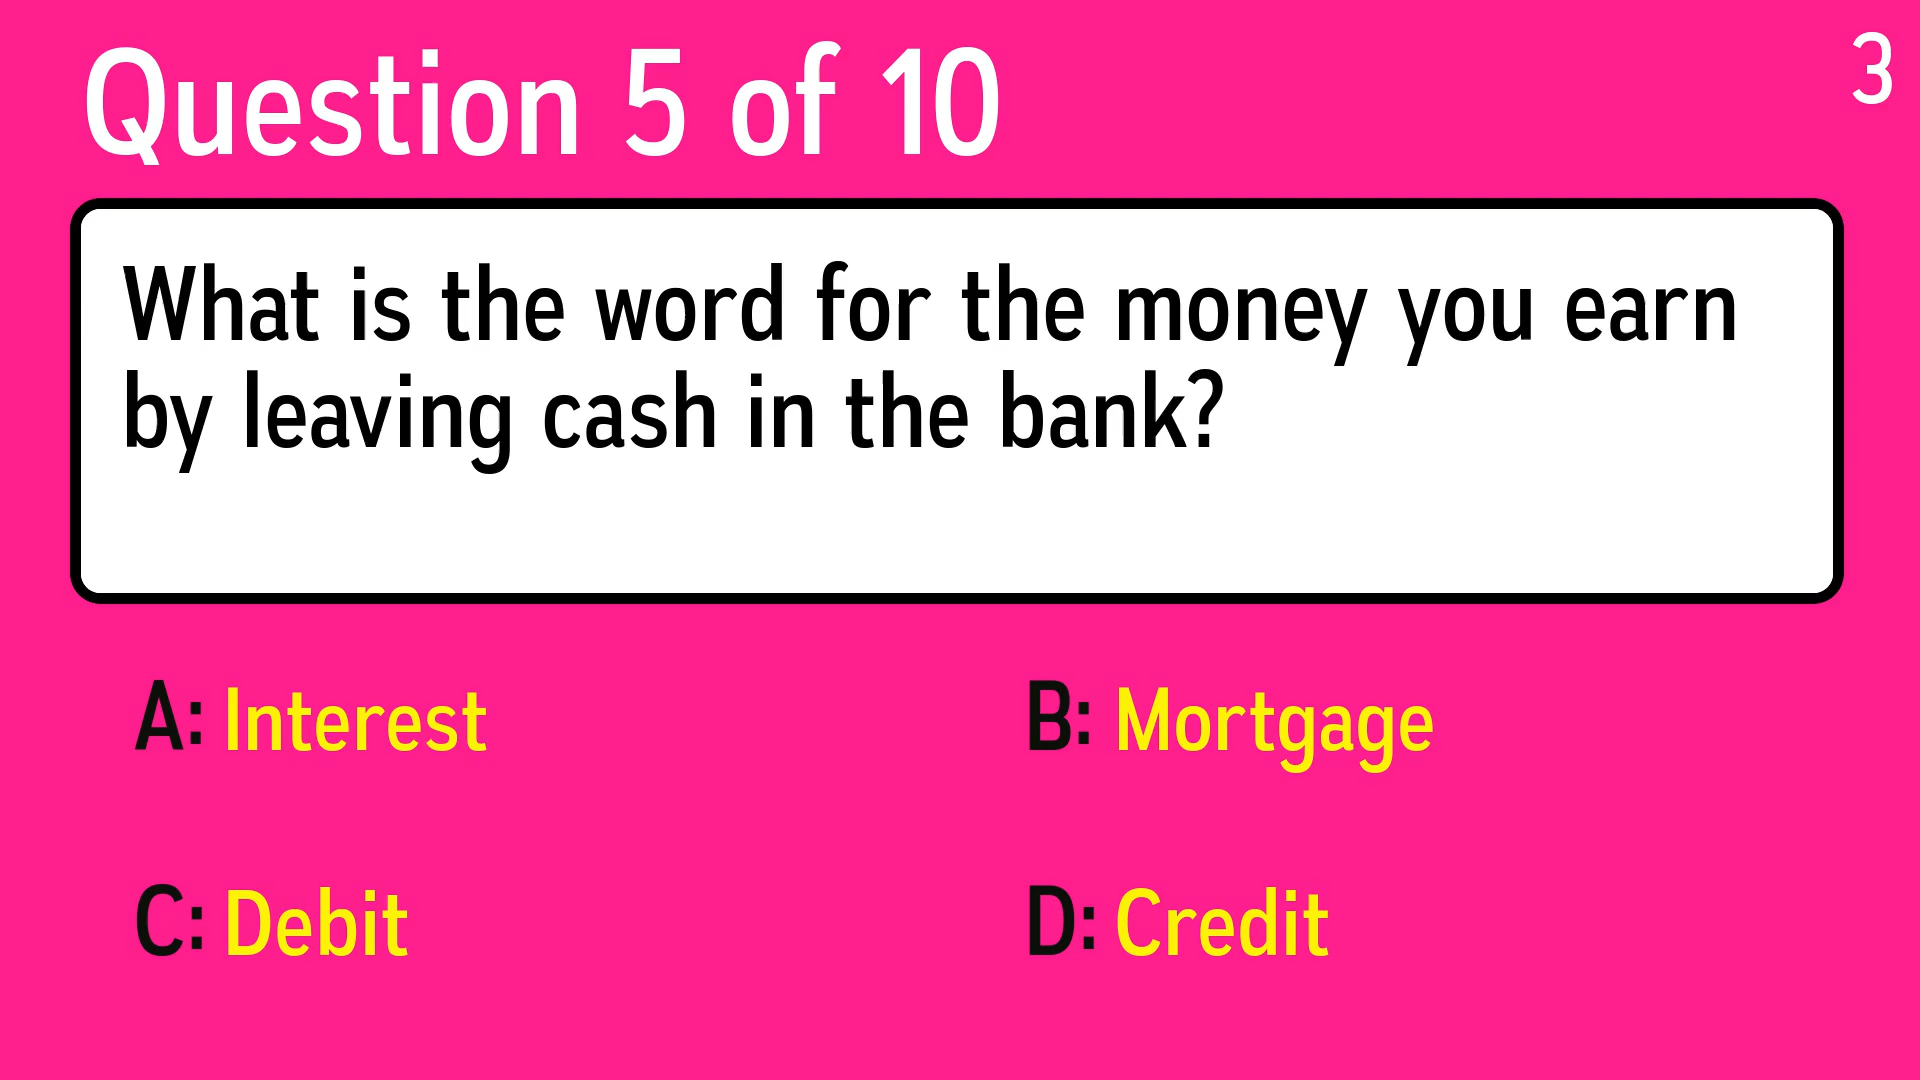 Question 5 of 10
3
What is the word for the money you earn
by leaving cash in the bank?
A: Interest
B: Mortgage
C: Debit
D: Credit